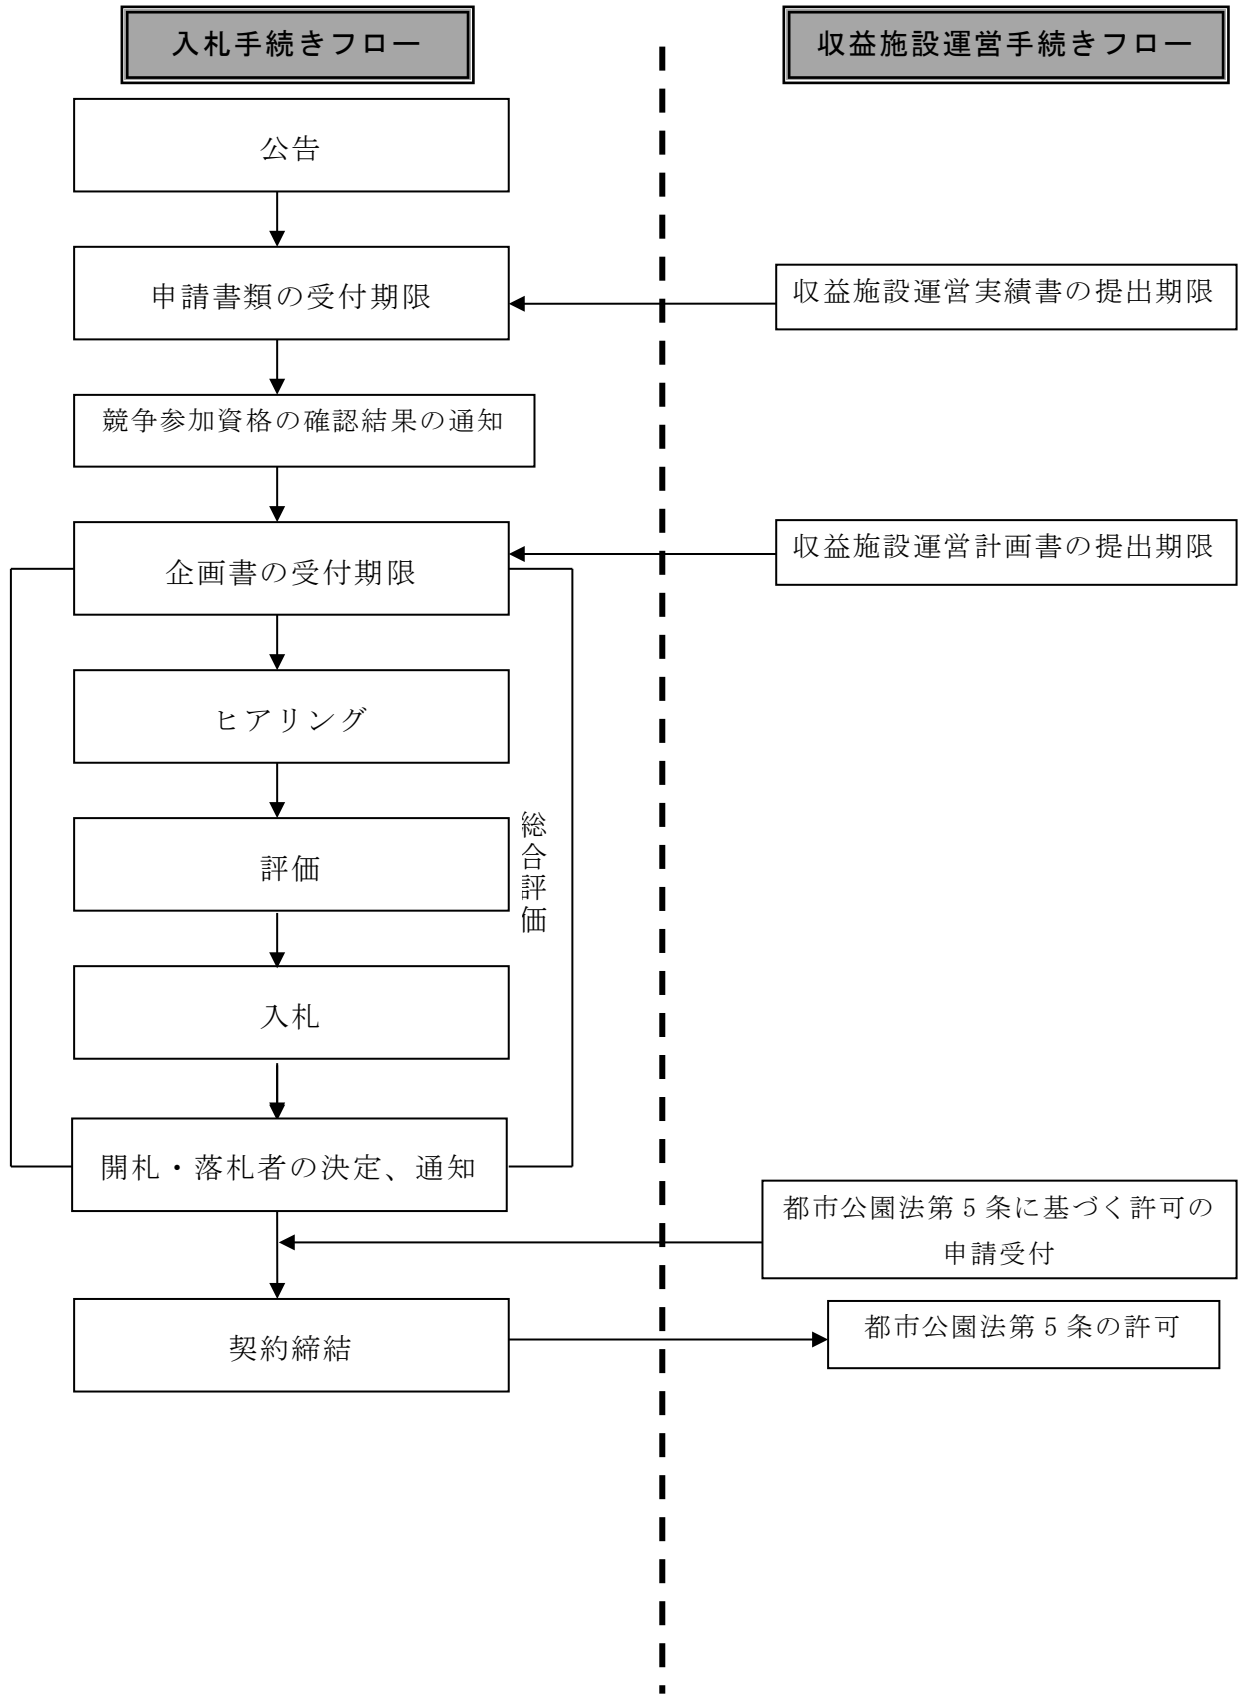 入札手続きフロー
収益施設運営手続きフロー
公告
申請書類の受付期限
収益施設運営実績書の提出期限
競争参加資格の確認結果の通知
企画書の受付期限
収益施設運営計画書の提出期限
ヒアリング
総合評価
評価
入札
開札・落札者の決定、通知
都市公園法第5条に基づく許可の
申請受付
契約締結
都市公園法第5条の許可